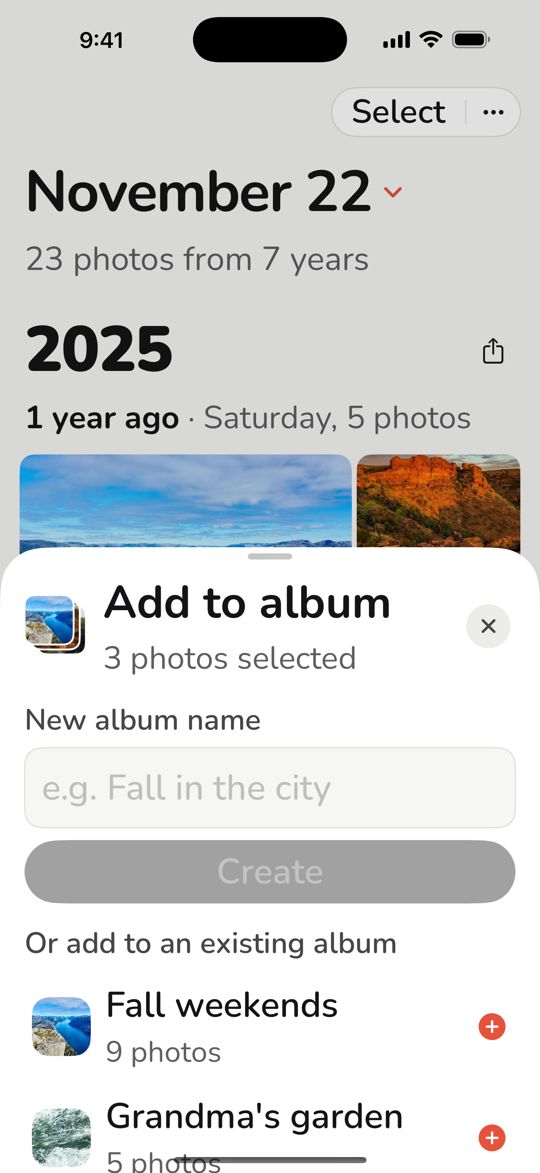 9:41
Select
November 22
23 photos from 7 years
2025
1 year ago · Saturday, 5 photos
Add to album
3 photos selected
New album name
e.g. Fall in the city
Create
Or add to an existing album
Fall weekends
9 photos
Grandma's garden
5 photos